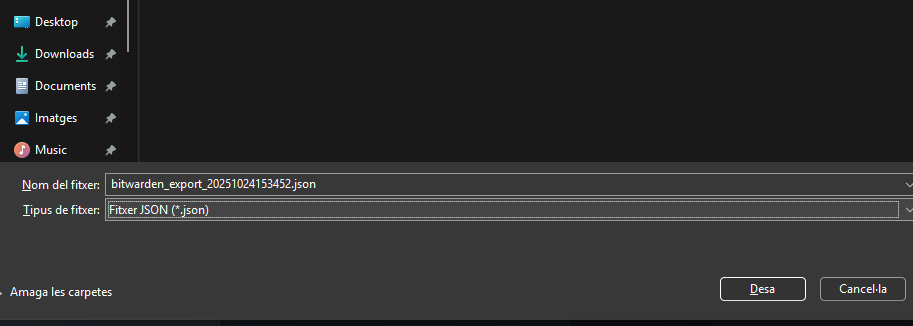 Desktop
Downloads
Documents
Imatges
Music
Nom del fitxer: bitwarden_export_20251024153452.json
Tipus de fitxer: Fitxer JSON (*.json)
Amaga les carpetes
Desa
Cancel·la